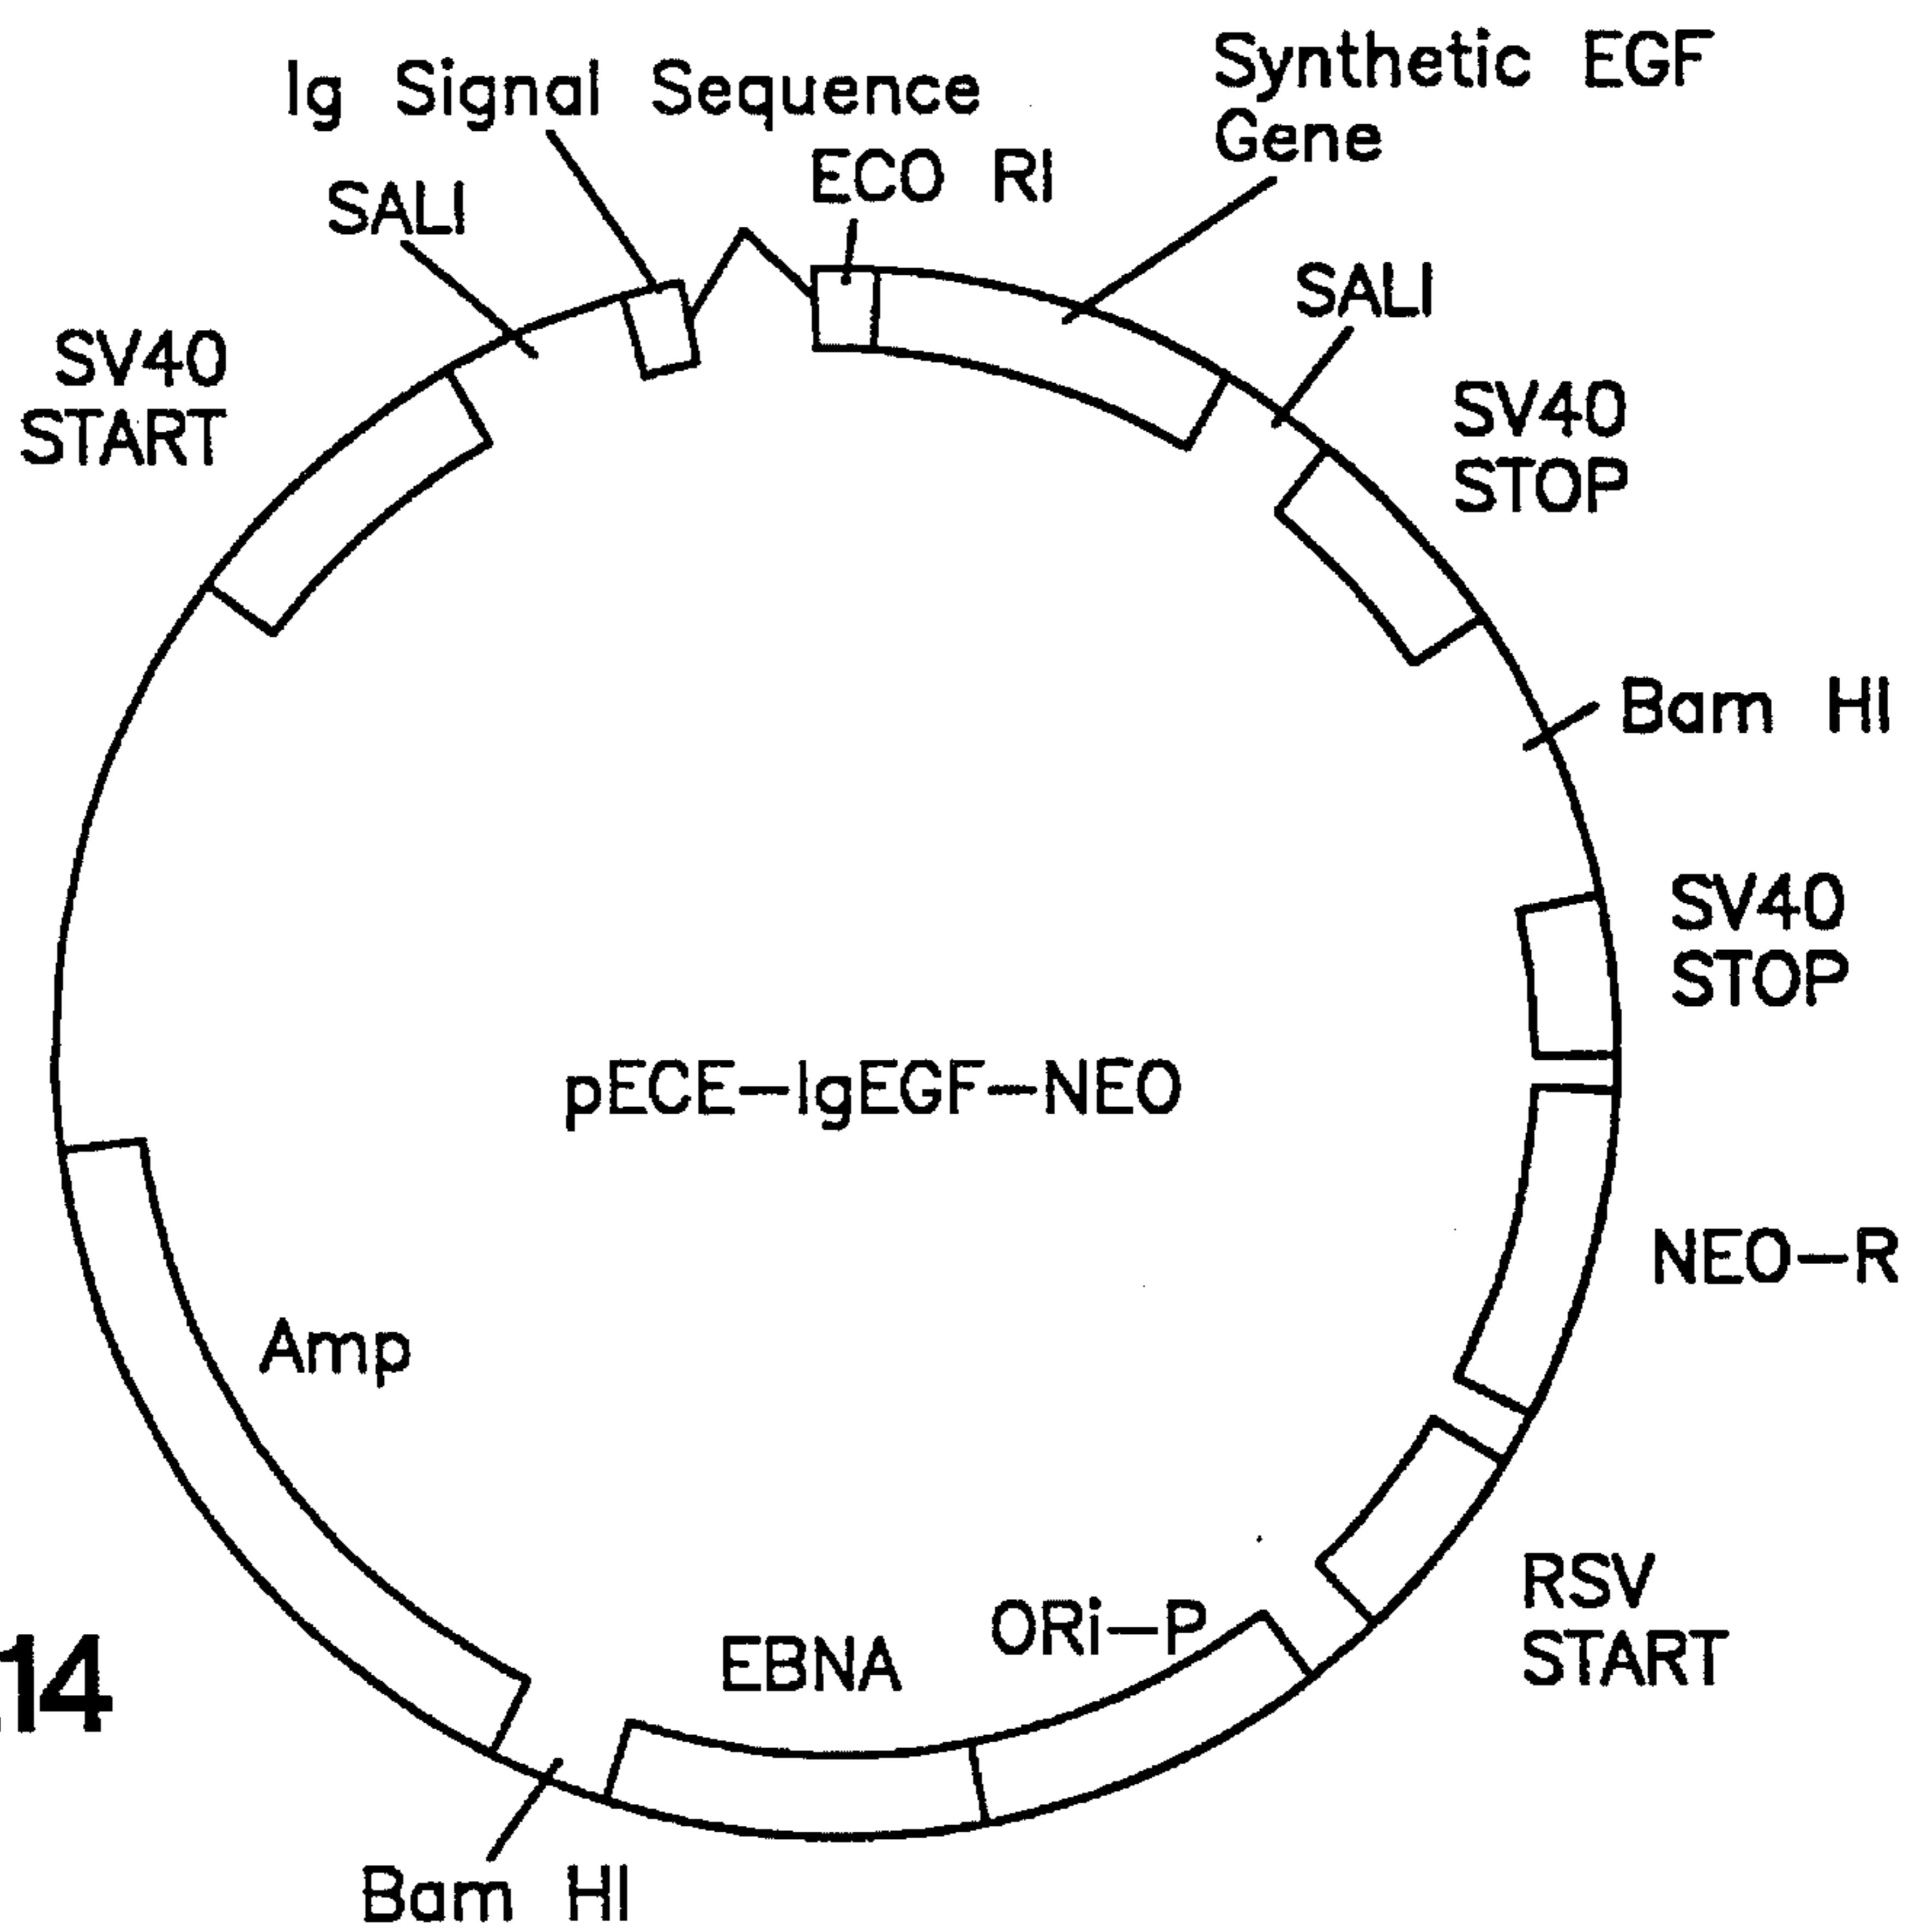 Ig Signal Sequence
Synthetic EGF
Gene
ECO RI
SALI
SALI
SV40
START
SV40
STOP
Bam HI
SV40
STOP
pECE-IgEGF-NEO
NEO-R
Amp
RSV
START
ORi-P
EBNA
14
Bam HI